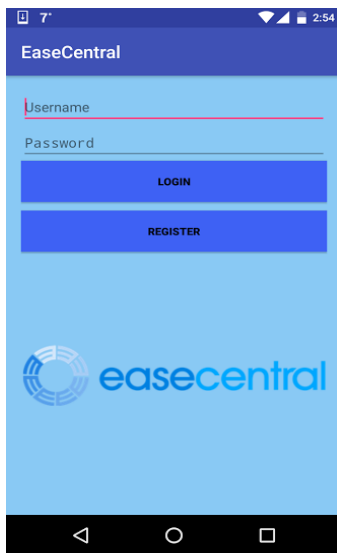 7° 2:54
EaseCentral
Username
Password
LOGIN
REGISTER
easecentral